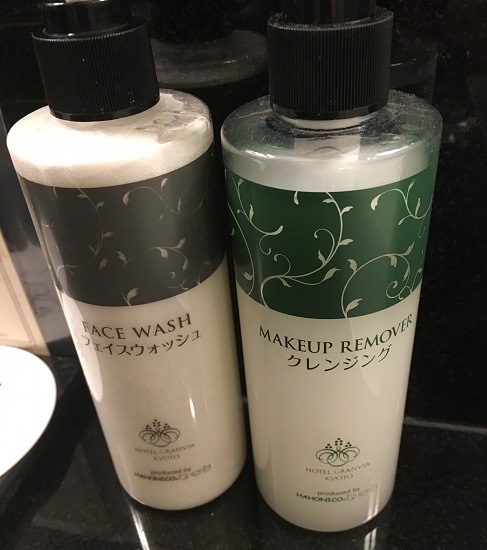 FACE WASH
フェイスウォッシュ
HOTEL GRANVIA
KYOTO
produced by
MAKEUP REMOVER
クレンジング
HOTEL GRANVIA
KYOTO
produced by